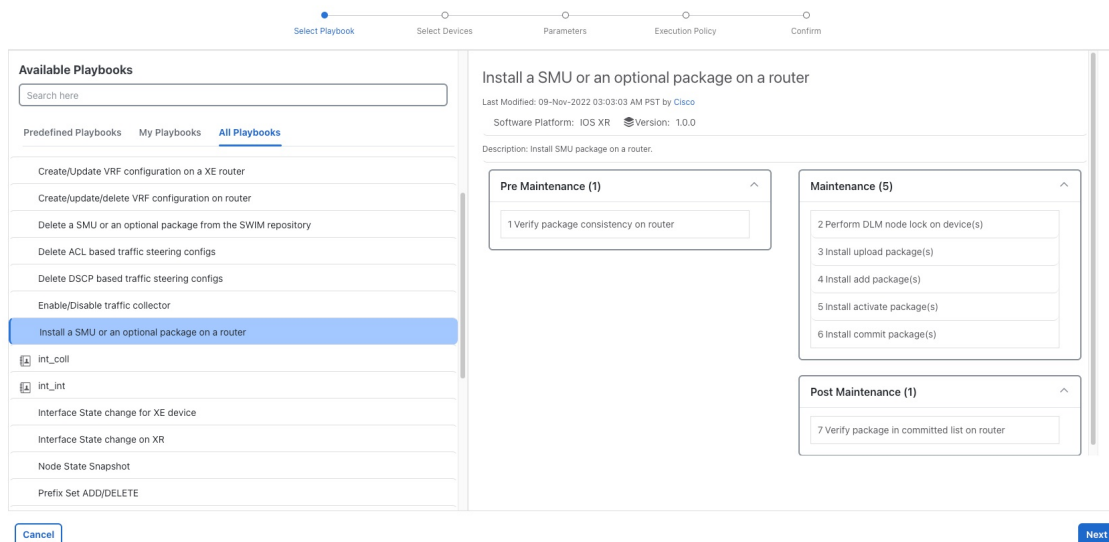 Select Playbook
Select Devices
Parameters
Execution Policy
Confirm
Available Playbooks
Search here
Predefined Playbooks
My Playbooks
All Playbooks
Create/Update VRF configuration on a XE router
Create/update/delete VRF configuration on router
Delete a SMU or an optional package from the SWIM repository
Delete ACL based traffic steering configs
Delete DSCP based traffic steering configs
Enable/Disable traffic collector
Install a SMU or an optional package on a router
int_coll
int_int
Interface State change for XE device
Interface State change on XR
Node State Snapshot
Prefix Set ADD/DELETE
Install a SMU or an optional package on a router
Last Modified: 09-Nov-2022 03:03:03 AM PST by Cisco
Software Platform: IOS XR Version: 1.0.0
Description: Install SMU package on a router.
Pre Maintenance (1)
1 Verify package consistency on router
Maintenance (5)
2 Perform DLM node lock on device(s)
3 Install upload package(s)
4 Install add package(s)
5 Install activate package(s)
6 Install commit package(s)
Post Maintenance (1)
7 Verify package in committed list on router
Cancel
Next